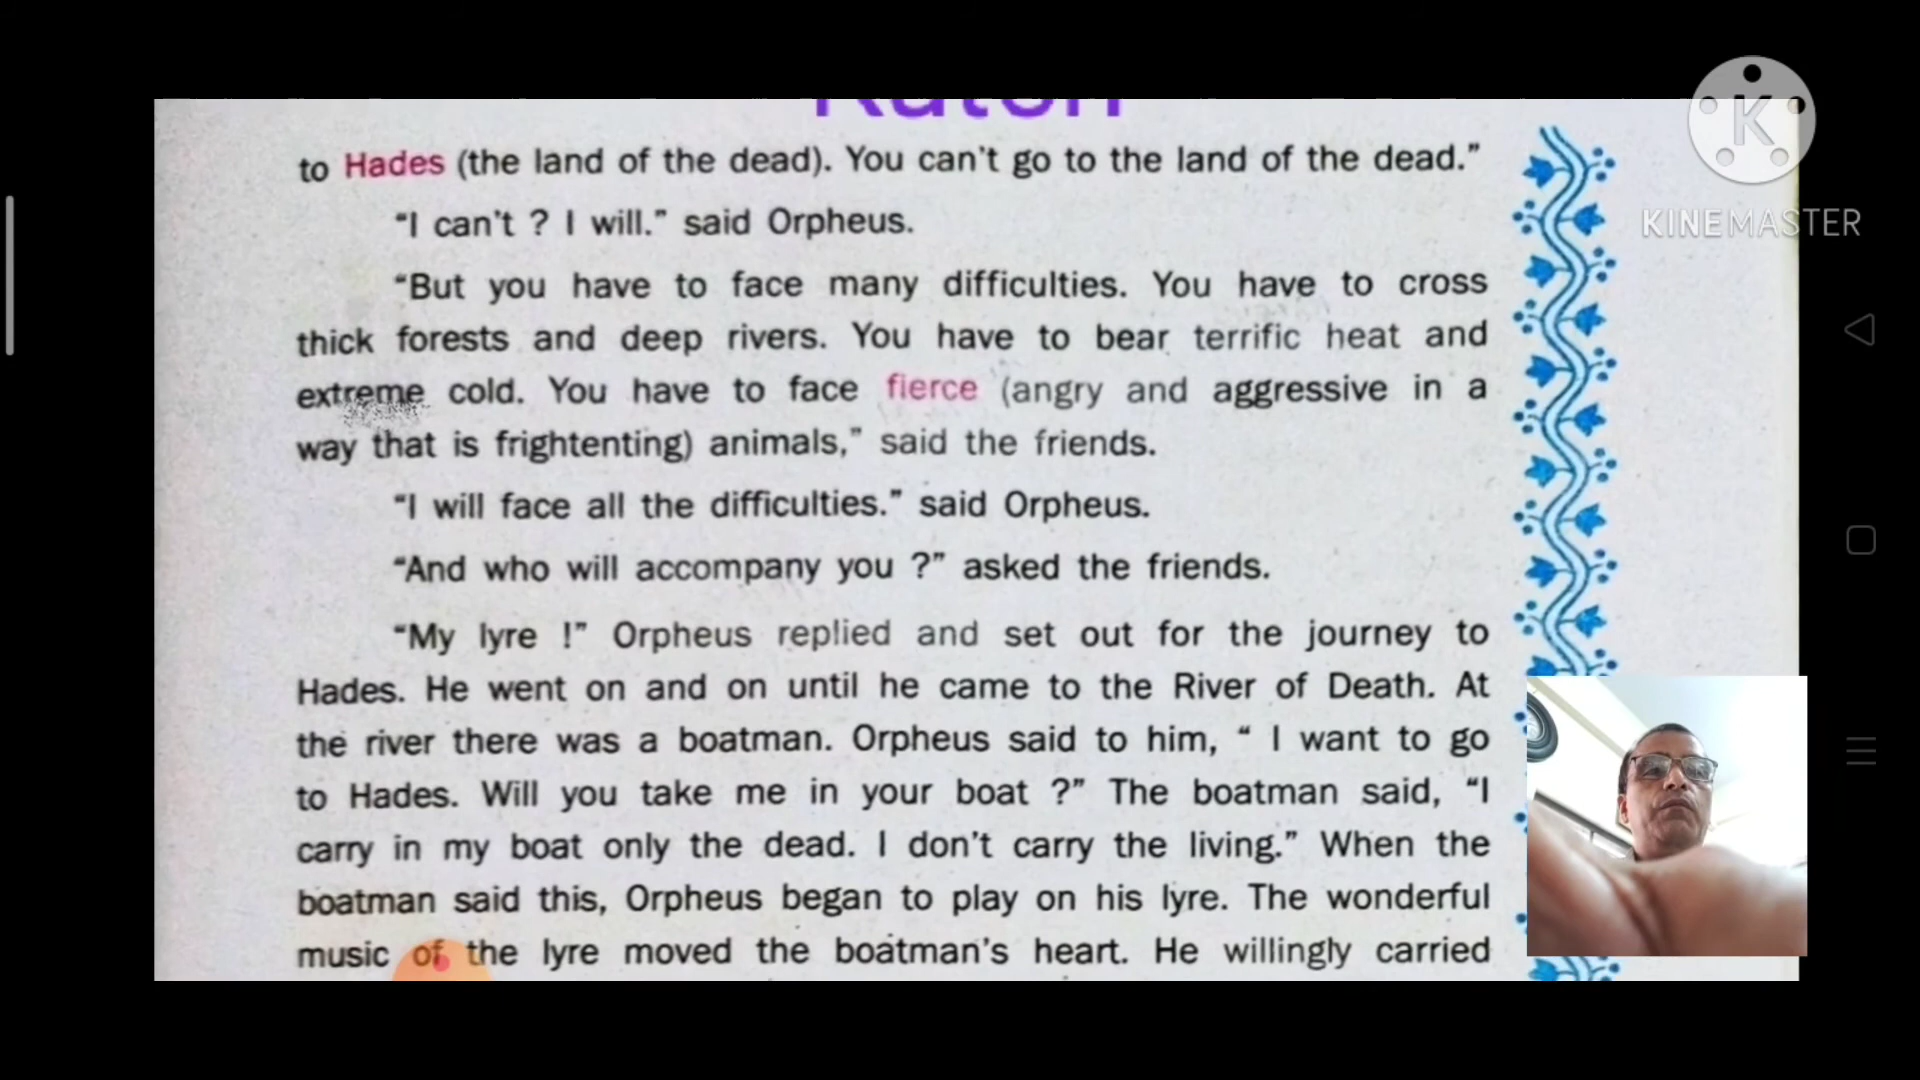 to Hades (the land of the dead). You can't go to the land of the dead."
"I can't ? I will." said Orpheus.
"But you have to face many difficulties. You have to cross
thick forests and deep rivers. You have to bear terrific heat and
extreme cold. You have to face fierce (angry and aggressive in a
way that is frightenting) animals," said the friends.
"I will face all the difficulties." said Orpheus.
"And who will accompany you ?" asked the friends.
"My lyre !" Orpheus replied and set out for the journey to
Hades. He went on and on until he came to the River of Death. At
the river there was a boatman. Orpheus said to him, " I want to go
to Hades. Will you take me in your boat ?" The boatman said, "I
carry in my boat only the dead. I don't carry the living." When the
boatman said this, Orpheus began to play on his lyre. The wonderful
music of the lyre moved the boatman's heart. He willingly carried
K
KINEMASTER